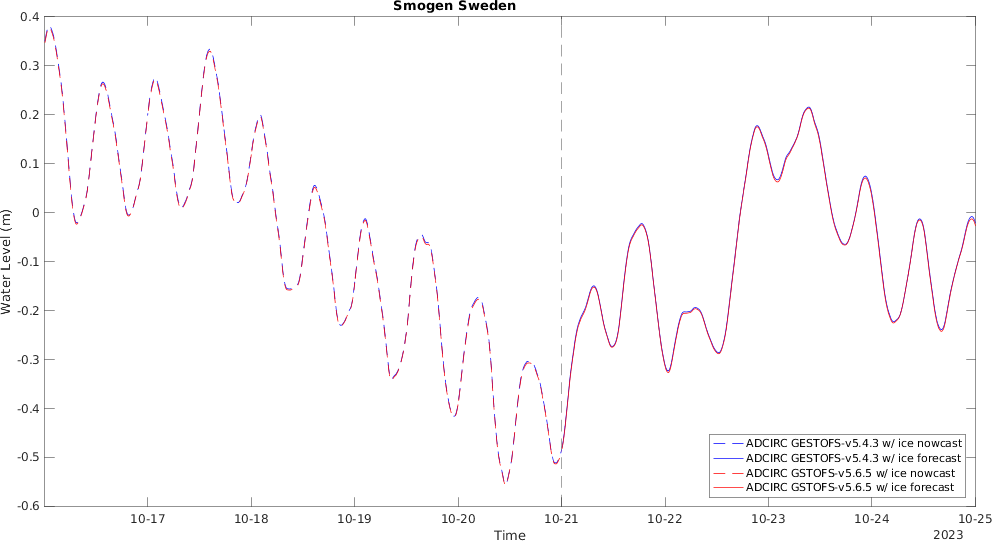 Smogen Sweden
0.4
0.3
0.2
0.1
0
-0.1
-0.2
-0.3
-0.4
-0.5
-0.6
Water Level (m)
10-17 10-18 10-19 10-20 10-21 10-22 10-23 10-24 10-25
Time
2023
ADCIRC GESTOFS-v5.4.3 w/ ice nowcast
ADCIRC GESTOFS-v5.4.3 w/ ice forecast
ADCIRC GSTOFS-v5.6.5 w/ ice nowcast
ADCIRC GSTOFS-v5.6.5 w/ ice forecast